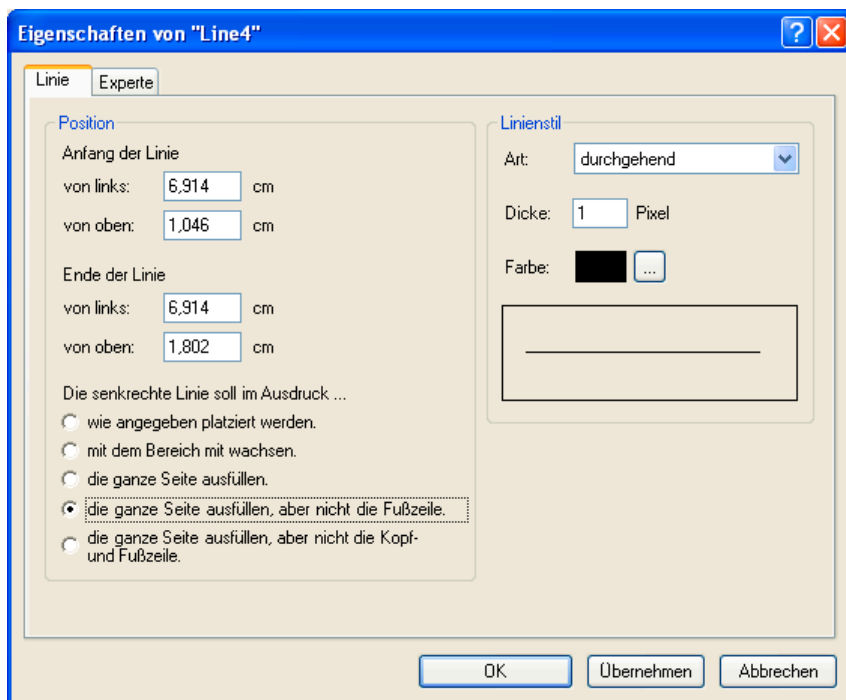 Eigenschaften von "Line4"
Linie
Experte
Position
Anfang der Linie
von links: 6,914 cm
von oben: 1,046 cm
Ende der Linie
von links: 6,914 cm
von oben: 1,802 cm
Die senkrechte Linie soll im Ausdruck ...
wie angegeben platziert werden.
mit dem Bereich mit wachsen.
die ganze Seite ausfüllen.
die ganze Seite ausfüllen, aber nicht die Fußzeile.
die ganze Seite ausfüllen, aber nicht die Kopf-
und Fußzeile.
Linienstil
Art: durchgehend
Dicke: 1 Pixel
Farbe: ...
OK
Übernehmen
Abbrechen